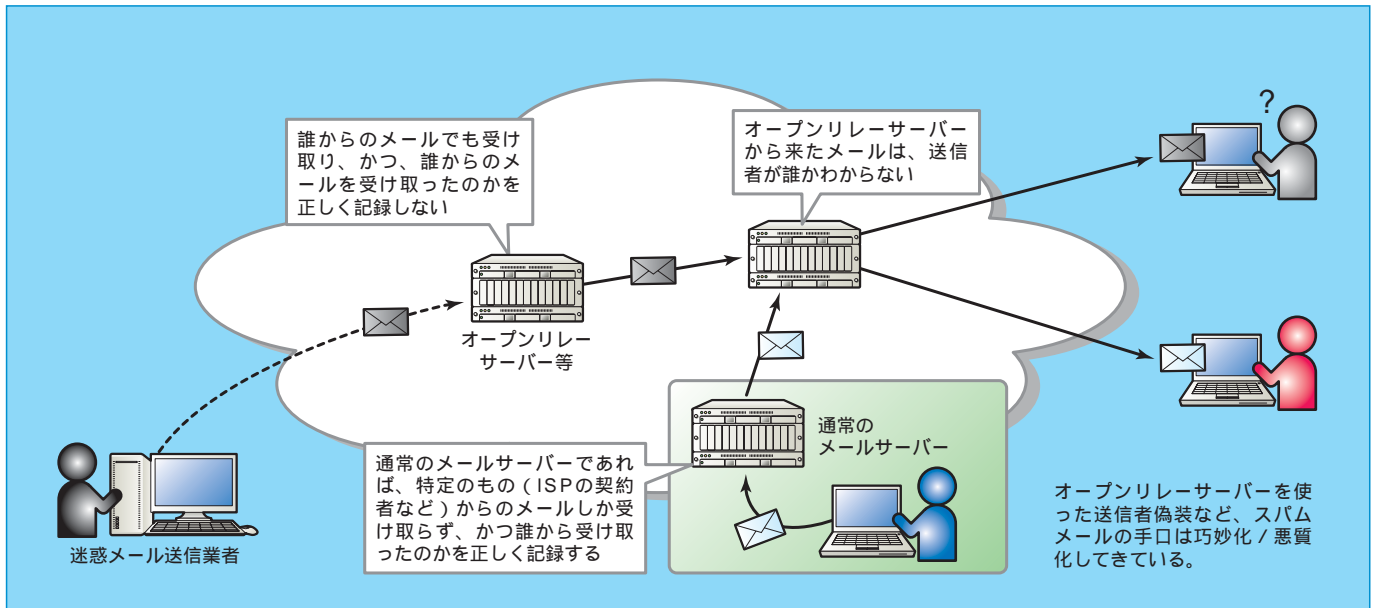 誰からのメールでも受け
取り、かつ、誰からのメ
ールを受け取ったのかを
正しく記録しない
オープンリレーサーバー
から来たメールは、送信
者が誰かわからない
?
オープンリレー
サーバー等
通常の
メールサーバー
通常のメールサーバーであれ
ば、特定のもの(ISPの契約
者など)からのメールしか受
け取らず、かつ誰から受け取
ったのかを正しく記録する
迷惑メール送信業者
オープンリレーサーバーを使
った送信者偽装など、スパム
メールの手口は巧妙化/悪質
化してきている。